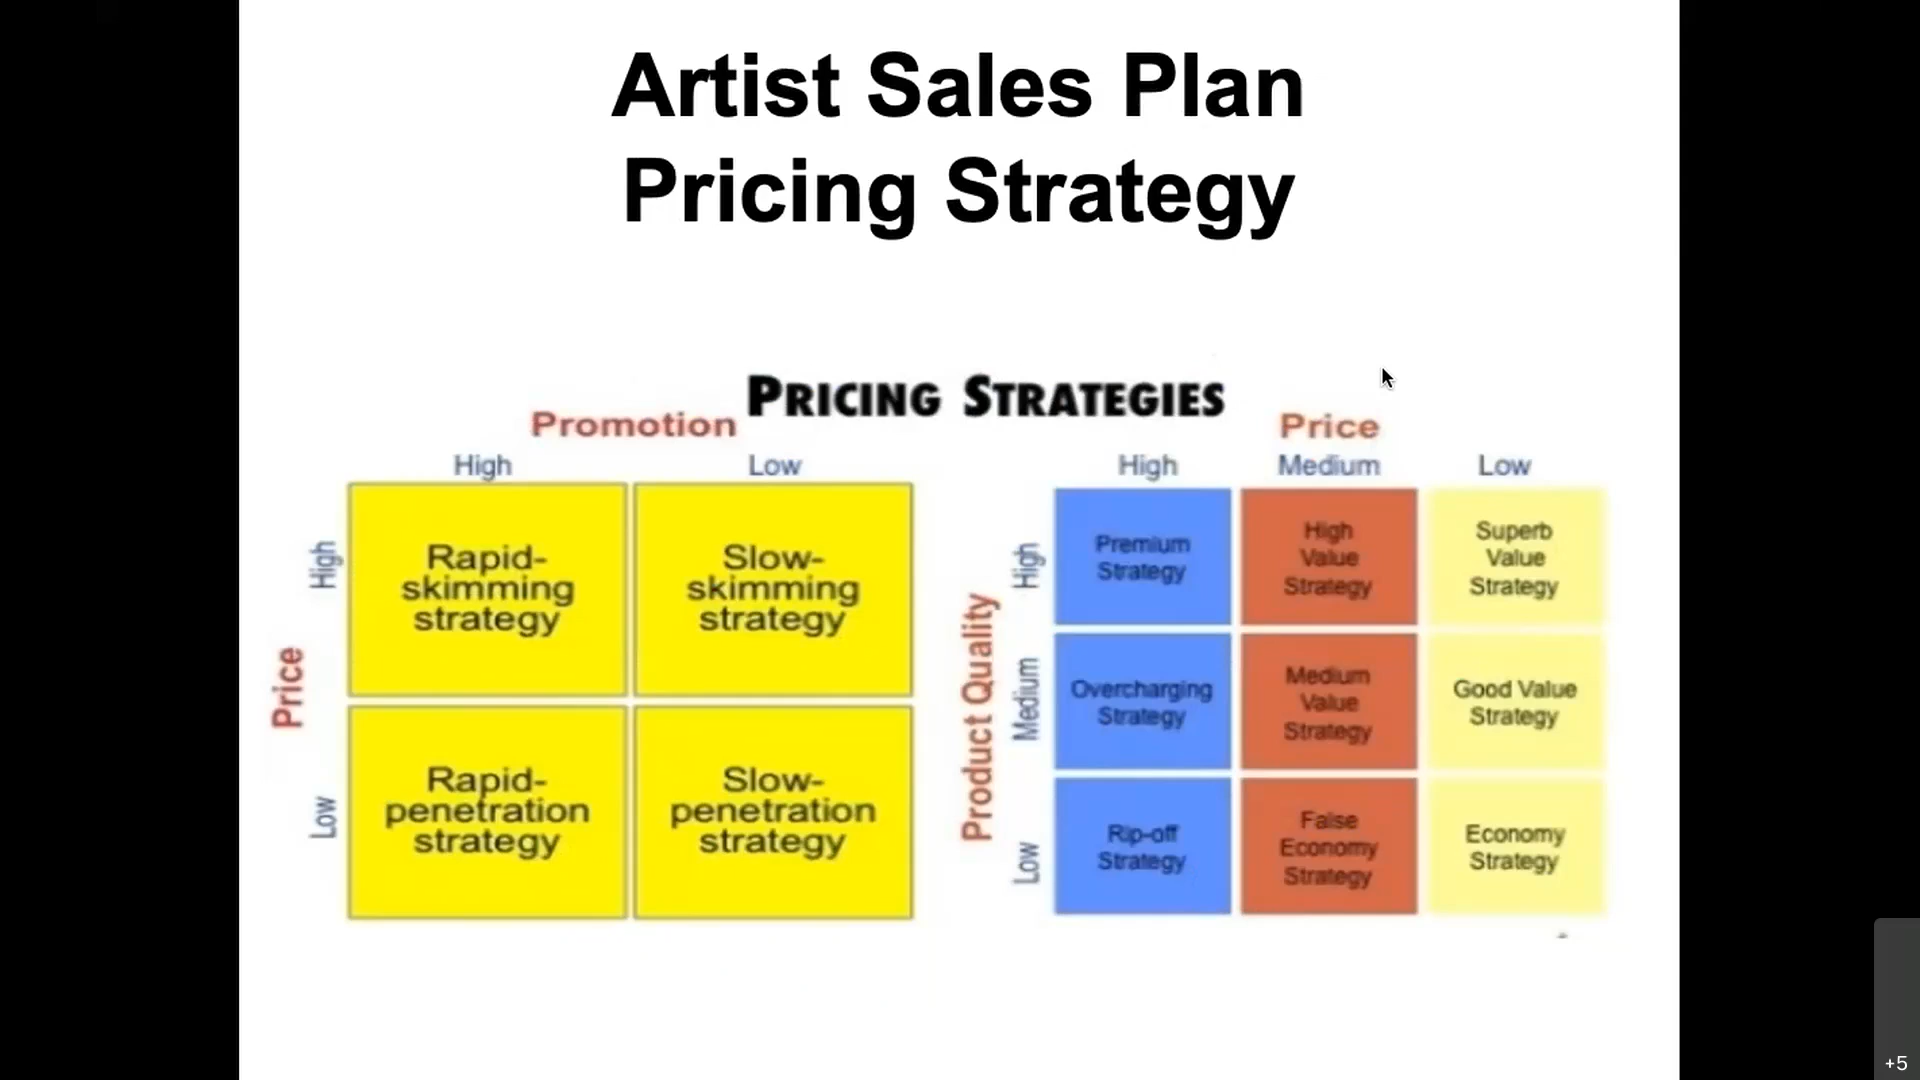 Artist Sales Plan
Pricing Strategy
PRICING STRATEGIES
Promotion
High
Low
Price
High
Rapid-
skimming
strategy
Slow-
skimming
strategy
Low
Rapid-
penetration
strategy
Slow-
penetration
strategy
Price
High
Medium
Low
Product Quality
High
Premium
Strategy
High
Value
Strategy
Superb
Value
Strategy
Medium
Overcharging
Strategy
Medium
Value
Strategy
Good Value
Strategy
Low
Rip-off
Strategy
False
Economy
Strategy
Economy
Strategy
+5